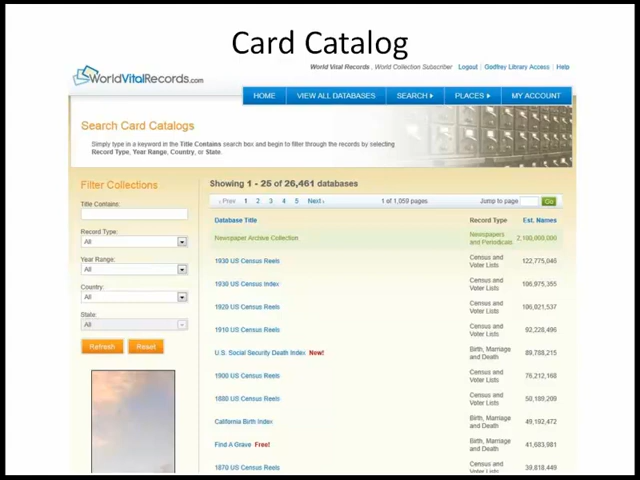 Card Catalog
WorldVitalRecords.com
World Vital Records , World Collection Subscriber Logout Godfrey Library Access Help
HOME VIEW ALL DATABASES SEARCH PLACES MY ACCOUNT
Search Card Catalogs
Simply type in a keyword in the Title Contains search box and begin to filter through the records by selecting
Record Type, Year Range, Country, or State.
Filter Collections
Title Contains:
Record Type:
All
Year Range:
All
Country:
All
State:
All
Refresh Reset
Showing 1 - 25 of 26,461 databases
‹ Prev 1 2 3 4 5 Next › 1 of 1,059 pages Jump to page Go
Database Title Record Type Est. Names
Newspaper Archive Collection Newspapers and Periodicals 2,100,000,000
1930 US Census Reels Census and Voter Lists 122,775,046
1930 US Census Index Census and Voter Lists 106,975,355
1920 US Census Reels Census and Voter Lists 106,021,537
1910 US Census Reels Census and Voter Lists 92,228,496
U.S. Social Security Death Index New! Birth, Marriage and Death 89,788,215
1900 US Census Reels Census and Voter Lists 76,212,168
1880 US Census Reels Census and Voter Lists 50,189,209
California Birth Index Birth, Marriage and Death 49,192,472
Find A Grave Free! Birth, Marriage and Death 41,683,981
1870 US Census Reels Census and Voter Lists 39,818,449